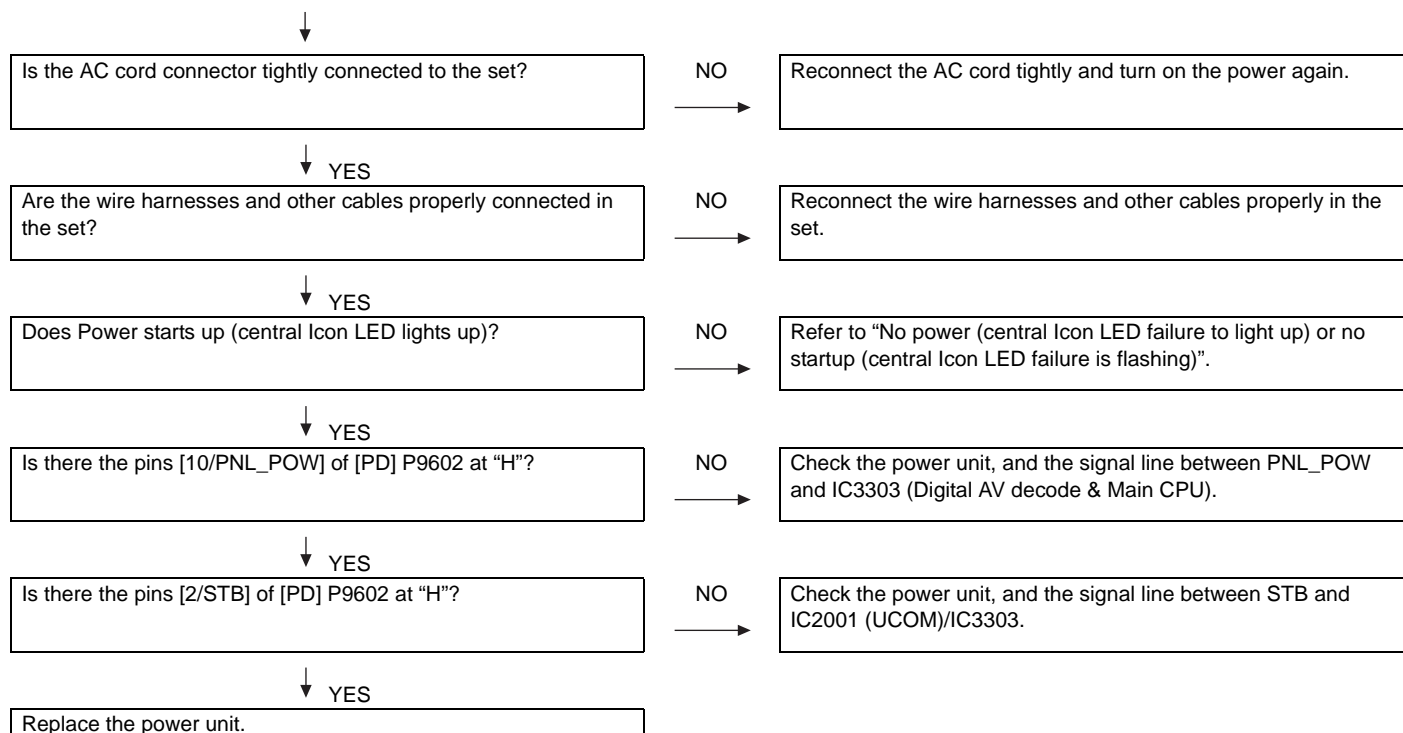 Is the AC cord connector tightly connected to the set?
NO
Reconnect the AC cord tightly and turn on the power again.
YES
Are the wire harnesses and other cables properly connected in
the set?
NO
Reconnect the wire harnesses and other cables properly in the
set.
YES
Does Power starts up (central Icon LED lights up)?
NO
Refer to “No power (central Icon LED failure to light up) or no
startup (central Icon LED failure is flashing)”.
YES
Is there the pins [10/PNL_POW] of [PD] P9602 at “H”?
NO
Check the power unit, and the signal line between PNL_POW
and IC3303 (Digital AV decode & Main CPU).
YES
Is there the pins [2/STB] of [PD] P9602 at “H”?
NO
Check the power unit, and the signal line between STB and
IC2001 (UCOM)/IC3303.
YES
Replace the power unit.